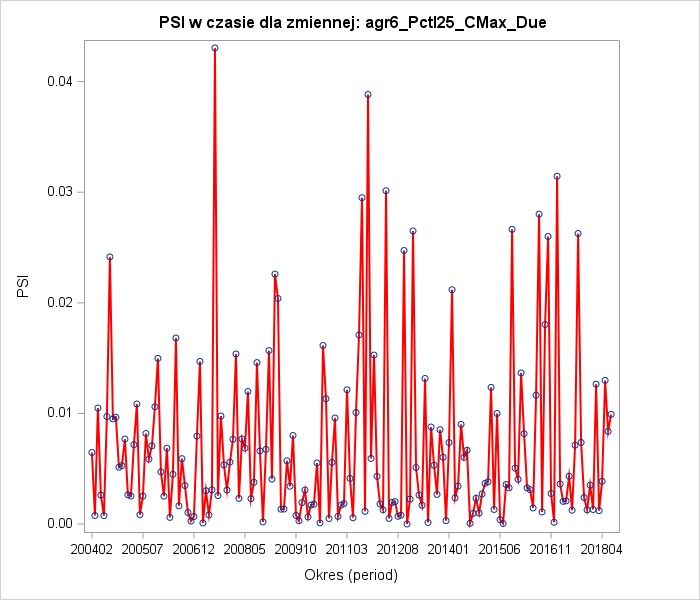 PSI w czasie dla zmiennej: agr6_Pctl25_CMax_Due
0.04
0.03
0.02
0.01
0.00
PSI
200402 200507 200612 200805 200910 201103 201208 201401 201506 201611 201804
Okres (period)